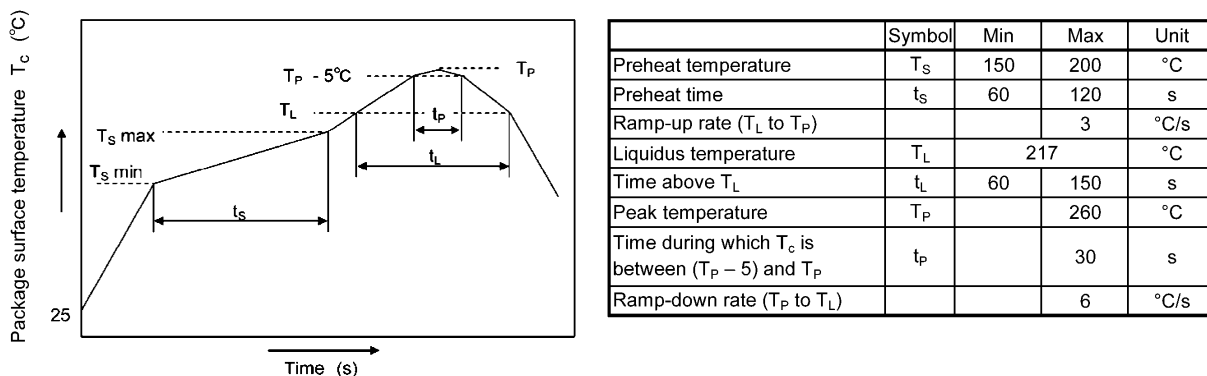 Package surface temperature T_C (°C)
T_P - 5°C
T_P
T_L
t_P
T_S max
t_L
T_S min
t_S
25
Time (s)
Symbol Min Max Unit
Preheat temperature T_S 150 200 °C
Preheat time t_S 60 120 s
Ramp-up rate (T_L to T_P) 3 °C/s
Liquidus temperature T_L 217 °C
Time above T_L t_L 60 150 s
Peak temperature T_P 260 °C
Time during which T_c is
between (T_P – 5) and T_P t_P 30 s
Ramp-down rate (T_P to T_L) 6 °C/s